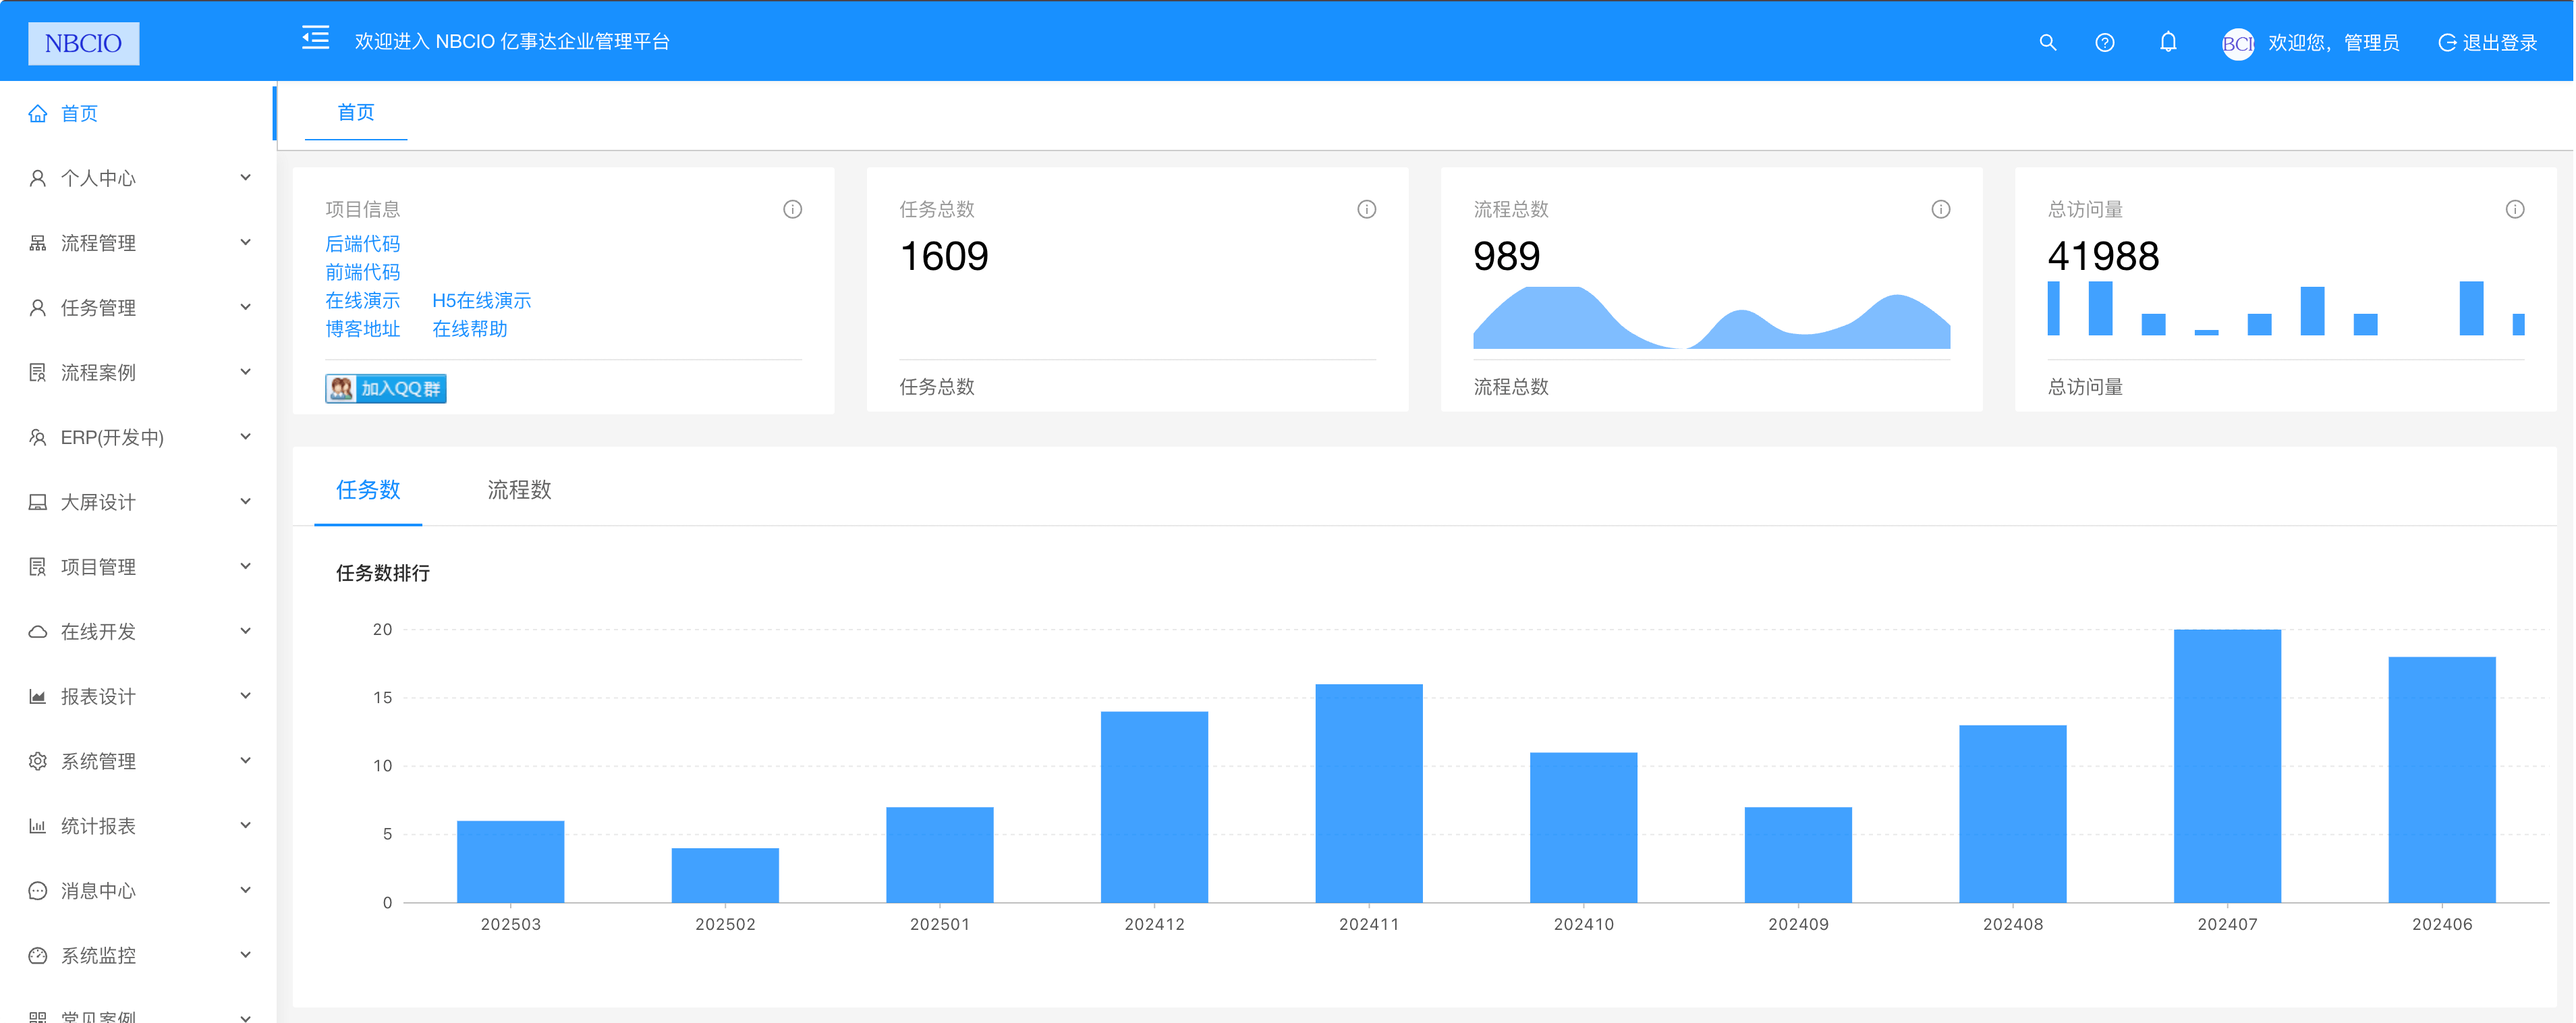 NBCIO
欢迎进入 NBCIO 亿事达企业管理平台
BCI 欢迎您，管理员
退出登录
首页
个人中心
流程管理
任务管理
流程案例
ERP(开发中)
大屏设计
项目管理
在线开发
报表设计
系统管理
统计报表
消息中心
系统监控
常见案例
首页
项目信息
后端代码
前端代码
在线演示 H5在线演示
博客地址 在线帮助
加入QQ群
任务总数
1609
任务总数
流程总数
989
流程总数
总访问量
41988
总访问量
任务数 流程数
任务数排行
20
15
10
5
0
202503 202502 202501 202412 202411 202410 202409 202408 202407 202406